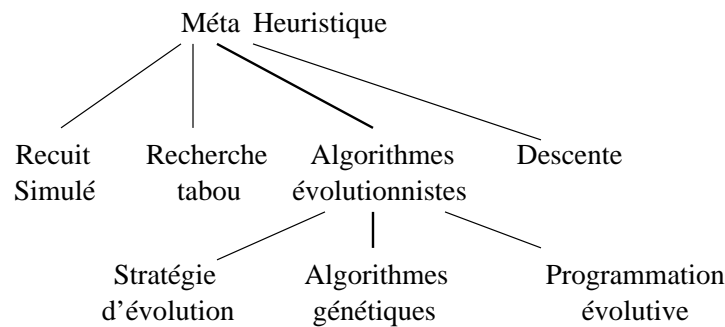 Méta Heuristique
Recuit
Simulé
Recherche
tabou
Algorithmes
évolutionnistes
Descente
Stratégie
d'évolution
Algorithmes
génétiques
Programmation
évolutive